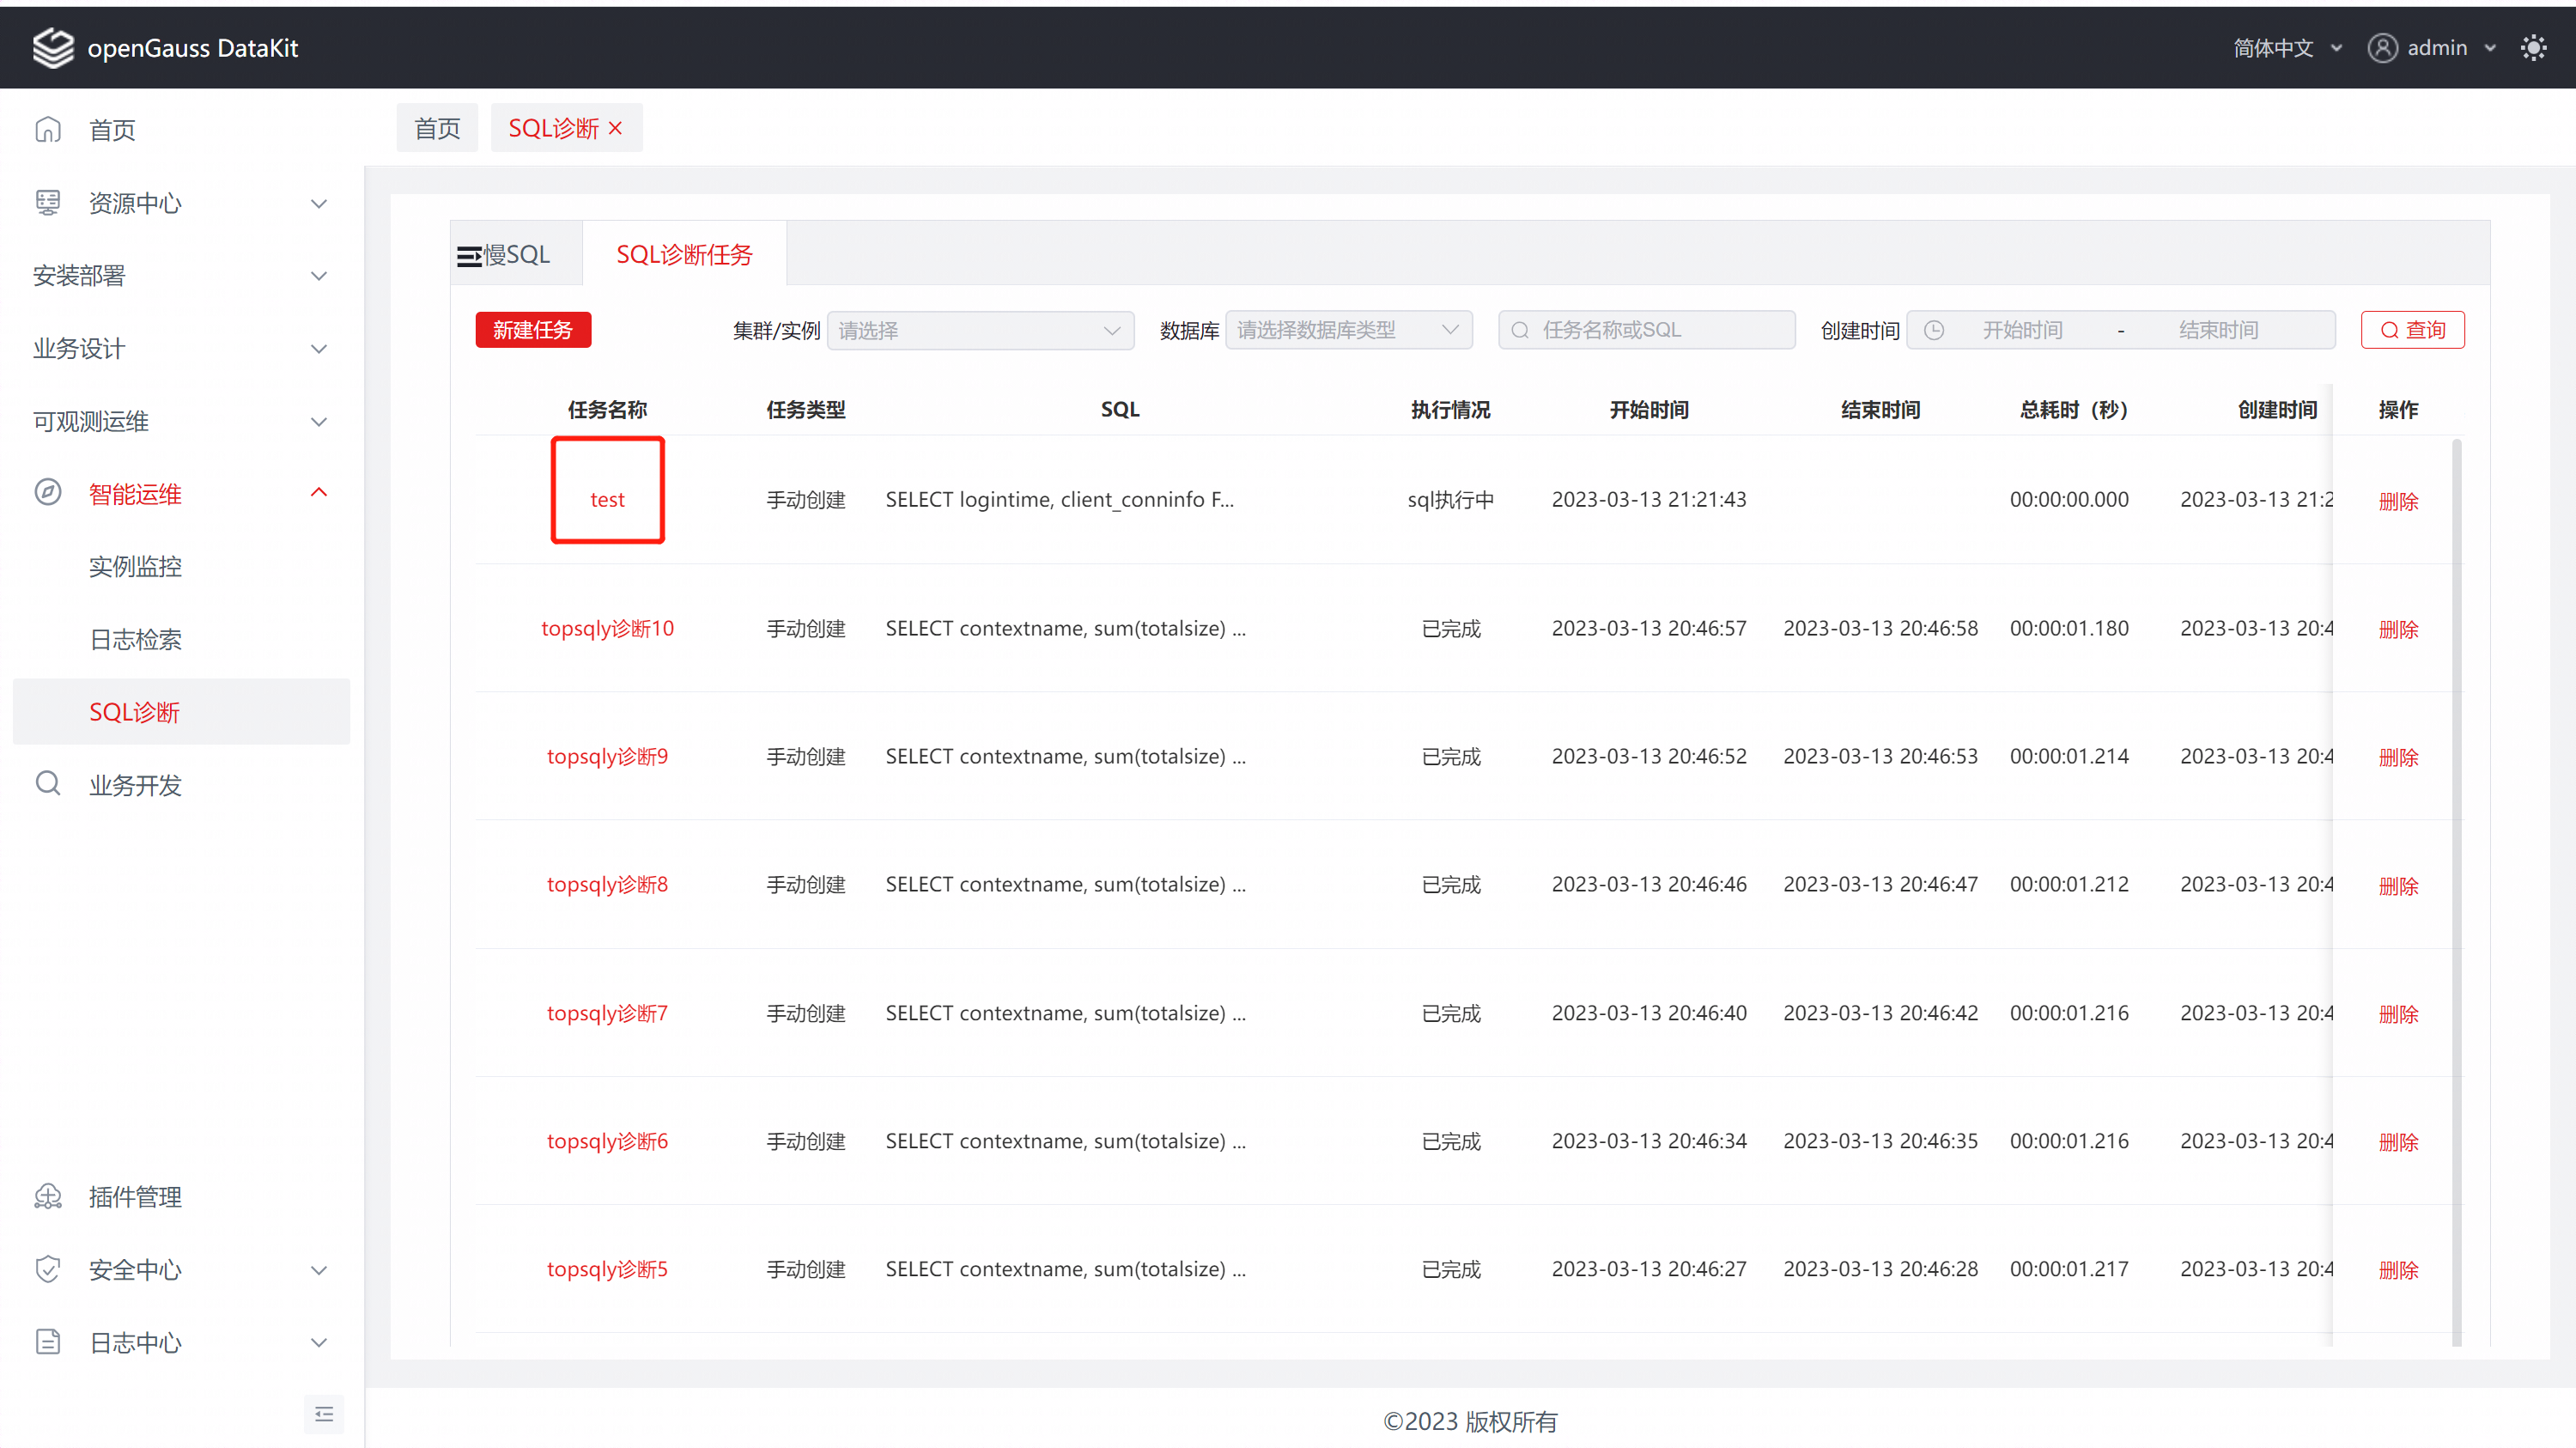 openGauss DataKit
简体中文
admin
首页
资源中心
安装部署
业务设计
可观测运维
智能运维
实例监控
日志检索
SQL诊断
业务开发
插件管理
安全中心
日志中心
首页
SQL诊断 ×
慢SQL
SQL诊断任务
新建任务 集群/实例 请选择 数据库 请选择数据库类型 任务名称或SQL 创建时间 开始时间 - 结束时间 查询
任务名称 任务类型 SQL 执行情况 开始时间 结束时间 总耗时（秒） 创建时间 操作
test 手动创建 SELECT logintime, client_conninfo F... sql执行中 2023-03-13 21:21:43 00:00:00.000 2023-03-13 21:2 删除
topsqly诊断10 手动创建 SELECT contextname, sum(totalsize) ... 已完成 2023-03-13 20:46:57 2023-03-13 20:46:58 00:00:01.180 2023-03-13 20:4 删除
topsqly诊断9 手动创建 SELECT contextname, sum(totalsize) ... 已完成 2023-03-13 20:46:52 2023-03-13 20:46:53 00:00:01.214 2023-03-13 20:4 删除
topsqly诊断8 手动创建 SELECT contextname, sum(totalsize) ... 已完成 2023-03-13 20:46:46 2023-03-13 20:46:47 00:00:01.212 2023-03-13 20:4 删除
topsqly诊断7 手动创建 SELECT contextname, sum(totalsize) ... 已完成 2023-03-13 20:46:40 2023-03-13 20:46:42 00:00:01.216 2023-03-13 20:4 删除
topsqly诊断6 手动创建 SELECT contextname, sum(totalsize) ... 已完成 2023-03-13 20:46:34 2023-03-13 20:46:35 00:00:01.216 2023-03-13 20:4 删除
topsqly诊断5 手动创建 SELECT contextname, sum(totalsize) ... 已完成 2023-03-13 20:46:27 2023-03-13 20:46:28 00:00:01.217 2023-03-13 20:4 删除
©2023 版权所有